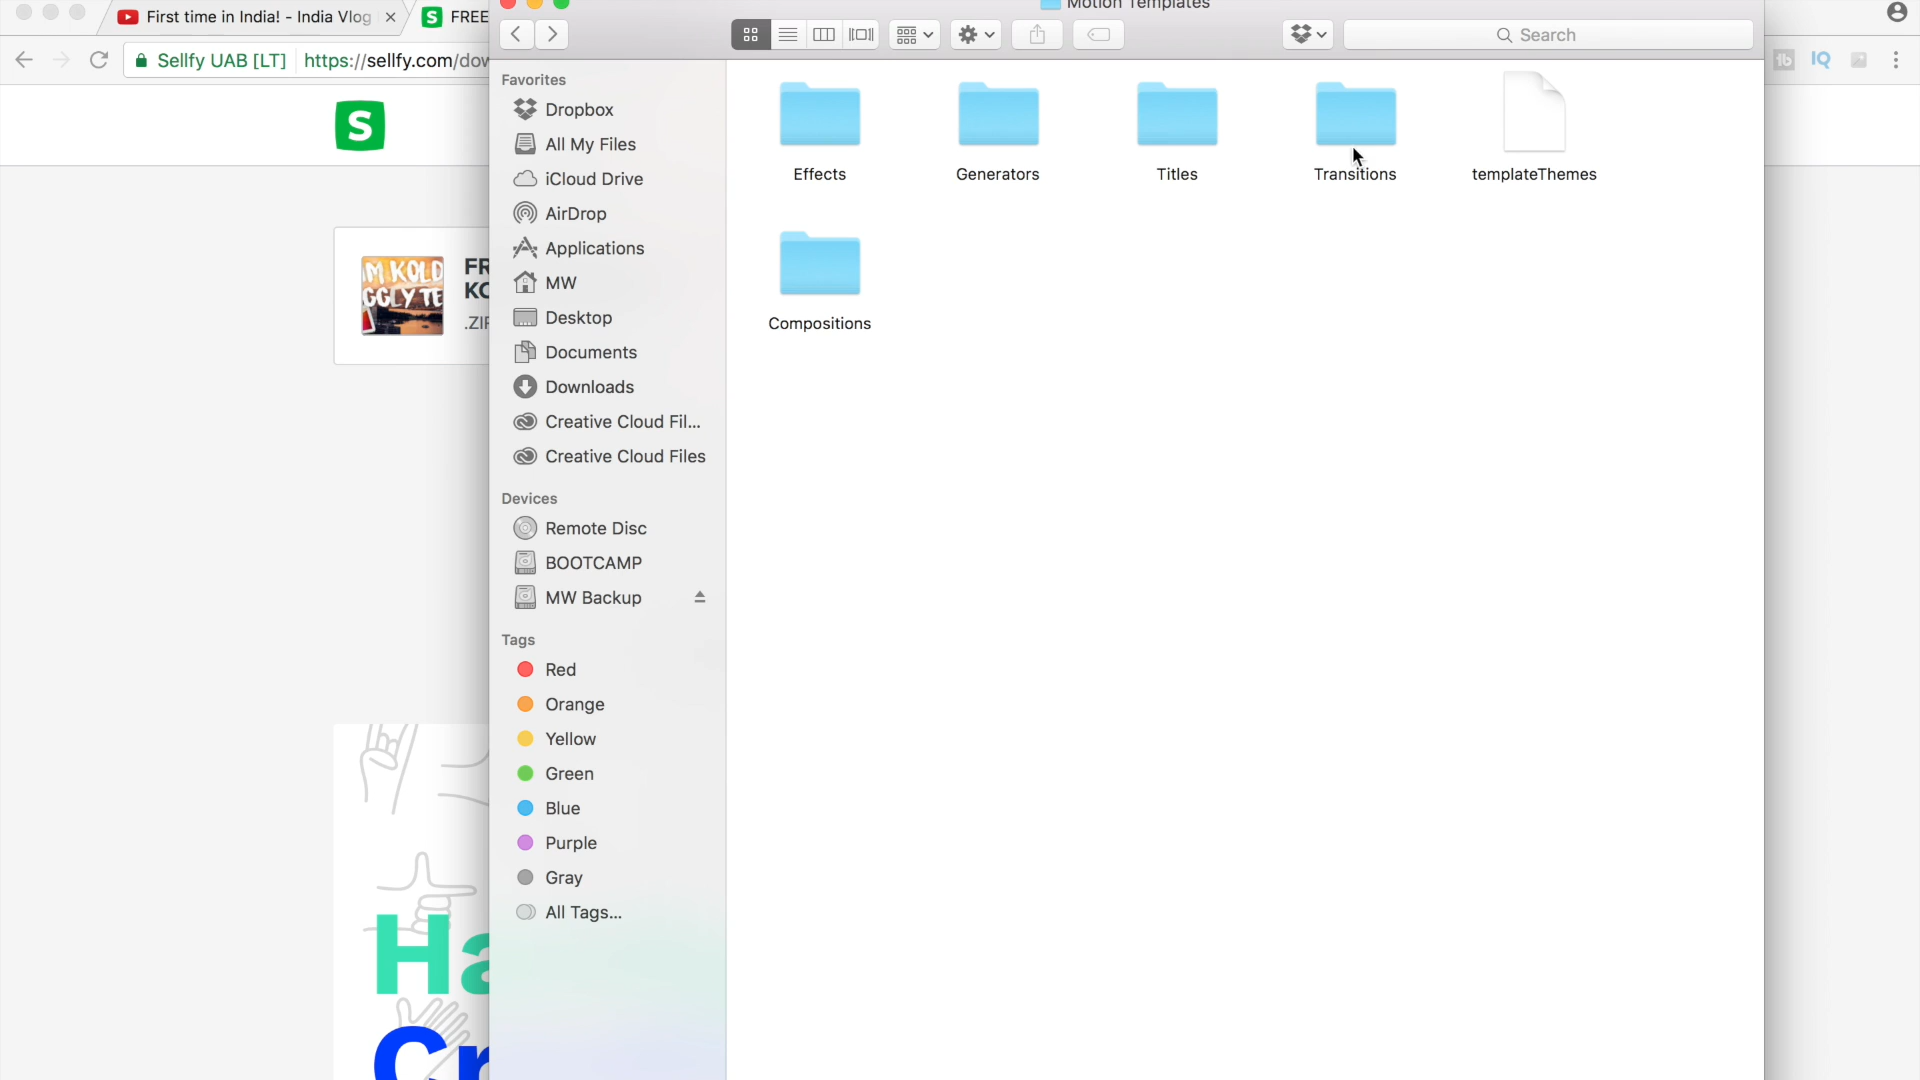 First time in India! - India Vlog
FREE
Motion Templates
Search
Sellfy UAB [LT]
https://sellfy.com/dow
IQ
S
IM KOLD
GGLY TE
FR
KO
.ZIP
Favorites
Dropbox
All My Files
iCloud Drive
AirDrop
Applications
MW
Desktop
Documents
Downloads
Creative Cloud Fil...
Creative Cloud Files
Devices
Remote Disc
BOOTCAMP
MW Backup
Tags
Red
Orange
Yellow
Green
Blue
Purple
Gray
All Tags...
Effects
Generators
Titles
Transitions
templateThemes
Compositions
Ha
Cr